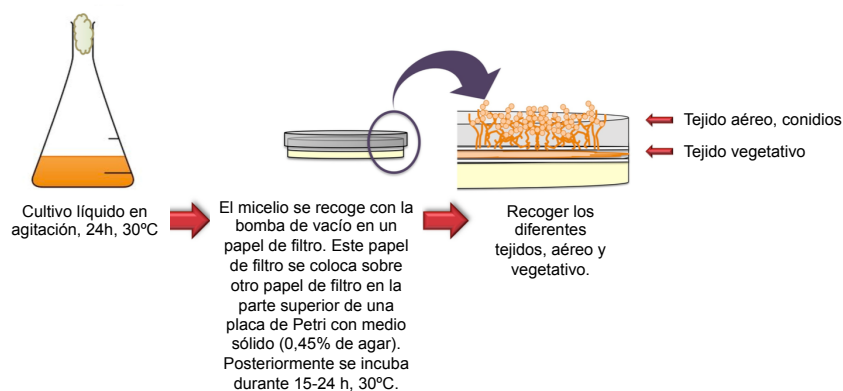 Tejido aéreo, conidios
Tejido vegetativo
Cultivo líquido en
agitación, 24h, 30ºC
El micelio se recoge con la
bomba de vacío en un
papel de filtro. Este papel
de filtro se coloca sobre
otro papel de filtro en la
parte superior de una
placa de Petri con medio
sólido (0,45% de agar).
Posteriormente se incuba
durante 15-24 h, 30ºC.
Recoger los
diferentes
tejidos, aéreo y
vegetativo.